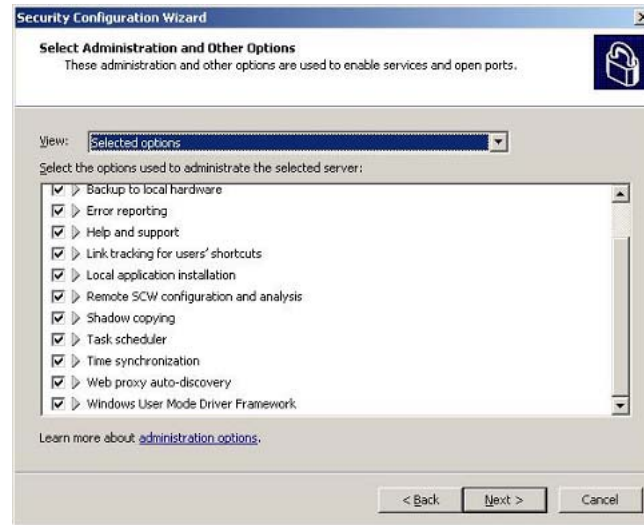 Security Configuration Wizard
Select Administration and Other Options
These administration and other options are used to enable services and open ports.
View: Selected options
Select the options used to administrate the selected server:
Backup to local hardware
Error reporting
Help and support
Link tracking for users' shortcuts
Local application installation
Remote SCW configuration and analysis
Shadow copying
Task scheduler
Time synchronization
Web proxy auto-discovery
Windows User Mode Driver Framework
Learn more about administration options.
< Back Next > Cancel